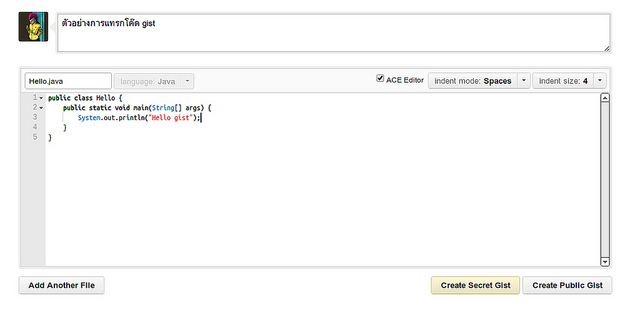 ตัวอย่างการแทรกโค๊ด gist
Hello.java
language: Java
ACE Editor
indent mode: Spaces
indent size: 4
1 public class Hello {
2 public static void main(String[] args) {
3 Systen.out.println("Hello gist");
4 }
5 }
Add Another File
Create Secret Gist
Create Public Gist